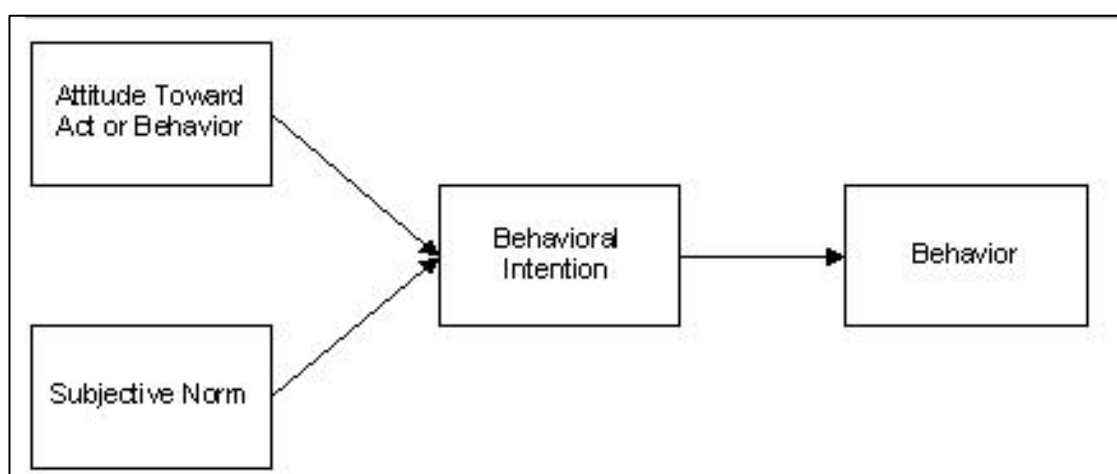 Attitude Toward
Act or Behavior
Behavioral
Intention
Behavior
Subjective Norm